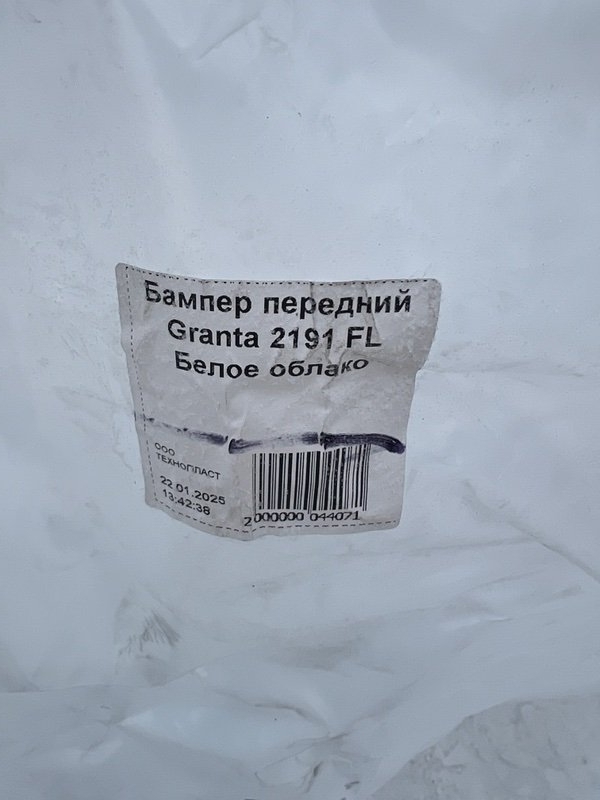 Бампер передний
Granta 2191 FL
Белое облако
ООО
ТЕХНОПЛАСТ
22.01.2025
13:42:38
2000000 044071